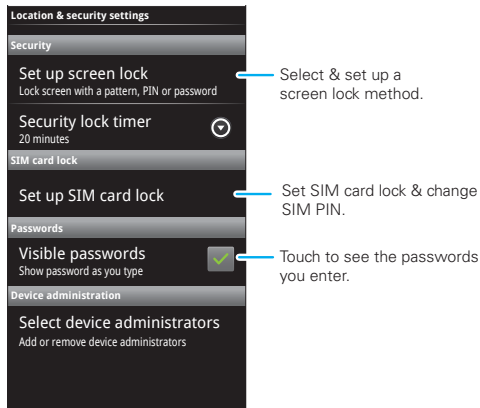 Location & security settings
Security
Set up screen lock
Lock screen with a pattern, PIN or password
Select & set up a
screen lock method.
Security lock timer
20 minutes
SIM card lock
Set up SIM card lock
Set SIM card lock & change
SIM PIN.
Passwords
Visible passwords
Show password as you type
Touch to see the passwords
you enter.
Device administration
Select device administrators
Add or remove device administrators